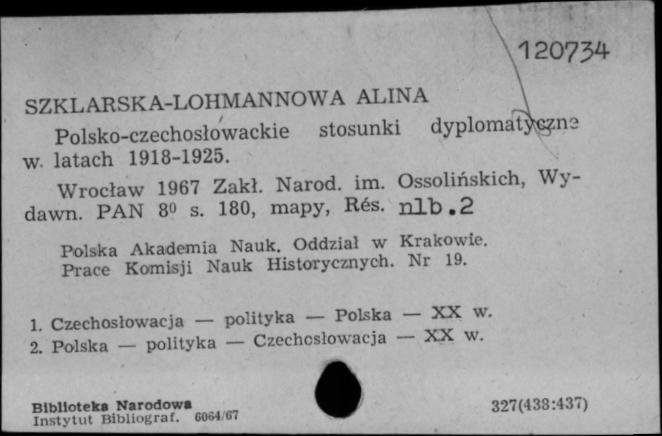 120734
SZKLARSKA-LOHMANNOWA ALINA
Polsko-czechosłowackie stosunki dyplomatyczne
w latach 1918-1925.
Wrocław 1967 Zakł. Narod. im. Ossolińskich, Wy-
dawn. PAN 8⁰ s. 180, mapy, Rés. nlb.2
Polska Akademia Nauk. Oddział w Krakowie.
Prace Komisji Nauk Historycznych. Nr 19.
1. Czechosłowacja — polityka — Polska — XX w.
2. Polska — polityka — Czechosłowacja — XX w.
Biblioteka Narodowa
Instytut Bibliograf. 6064/67
327(438:437)